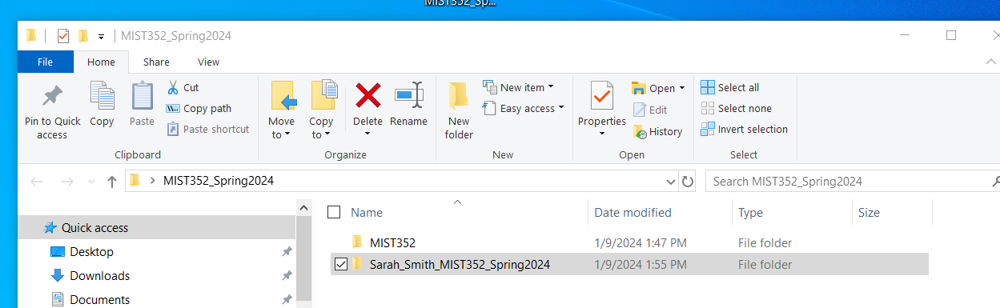 MIST352_Sp...
MIST352_Spring2024
File Home Share View
Pin to Quick access
Copy
Paste
Cut
Copy path
Paste shortcut
Clipboard
Move to
Copy to
Delete
Rename
Organize
New folder
New item
Easy access
New
Properties
Open
Edit
History
Open
Select all
Select none
Invert selection
Select
MIST352_Spring2024
Search MIST352_Spring2024
Quick access
Desktop
Downloads
Documents
Name Date modified Type Size
MIST352 1/9/2024 1:47 PM File folder
Sarah_Smith_MIST352_Spring2024 1/9/2024 1:55 PM File folder